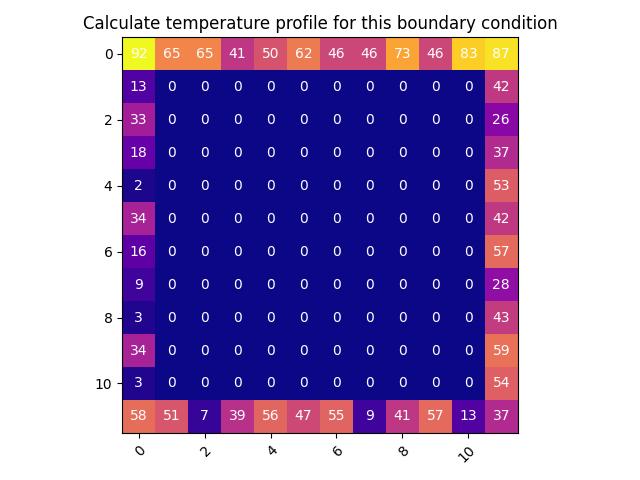 Calculate temperature profile for this boundary condition
0 92 65 65 41 50 62 46 46 73 46 83 87
13 0 0 0 0 0 0 0 0 0 0 42
2 33 0 0 0 0 0 0 0 0 0 0 26
18 0 0 0 0 0 0 0 0 0 0 37
4 2 0 0 0 0 0 0 0 0 0 0 53
34 0 0 0 0 0 0 0 0 0 0 42
6 16 0 0 0 0 0 0 0 0 0 0 57
9 0 0 0 0 0 0 0 0 0 0 28
8 3 0 0 0 0 0 0 0 0 0 0 43
34 0 0 0 0 0 0 0 0 0 0 59
10 3 0 0 0 0 0 0 0 0 0 0 54
58 51 7 39 56 47 55 9 41 57 13 37
0 2 4 6 8 10